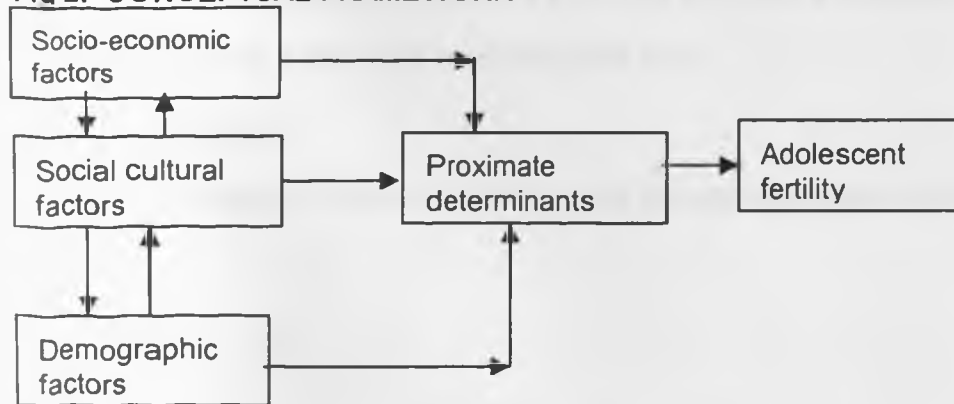 Socio-economic
factors
Social cultural
factors
Proximate
determinants
Adolescent
fertility
Demographic
factors